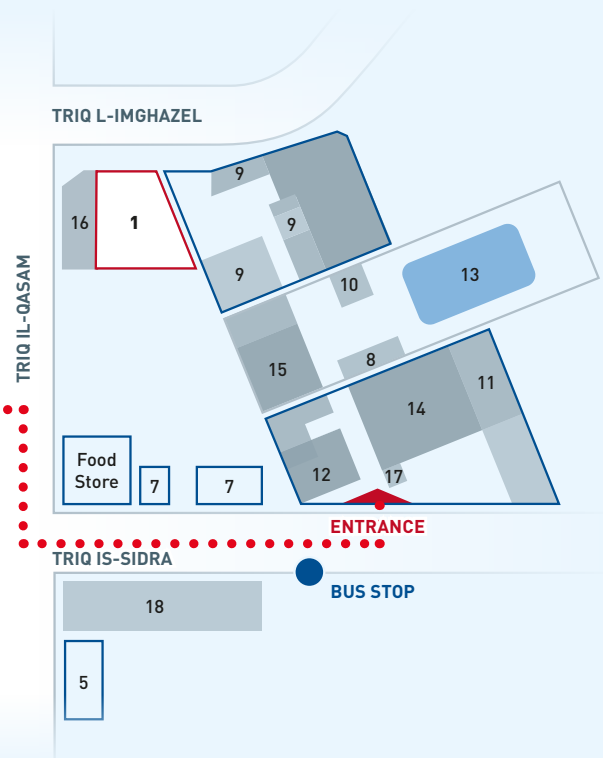 TRIQ L-IMGHAZEL
9
16
1
9
9
13
10
TRIQ IL-QASAM
8
15
11
14
Food
Store
12
17
7
7
ENTRANCE
TRIQ IS-SIDRA
BUS STOP
18
5